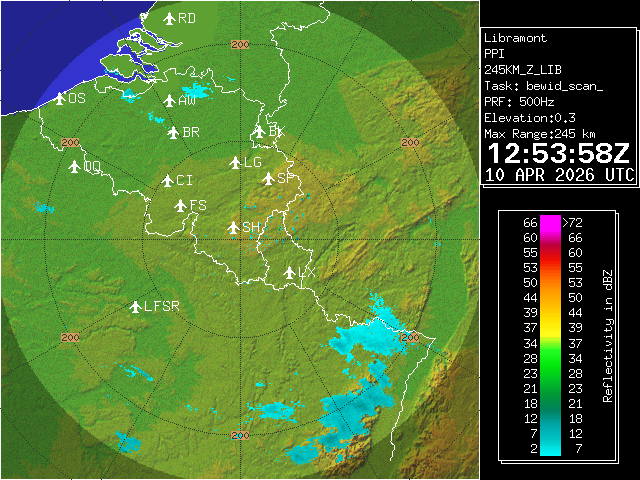 RD
200
OS
AW
BR
BK
200
200
QQ
LG
CI
SP
FS
SH
LX
LFSR
200
200
200
Libramont
PPI
245KM_Z_LIB
Task: bewid_scan_
PRF: 500Hz
Elevation:0.3
Max Range:245 km
12:53:58Z
10 APR 2026 UTC
66 >72
60 66
55 60
53 55
50 53
44 50
39 44
37 39
34 37
28 34
23 28
21 23
18 21
12 18
7 12
2 7
Reflectivity in dBZ